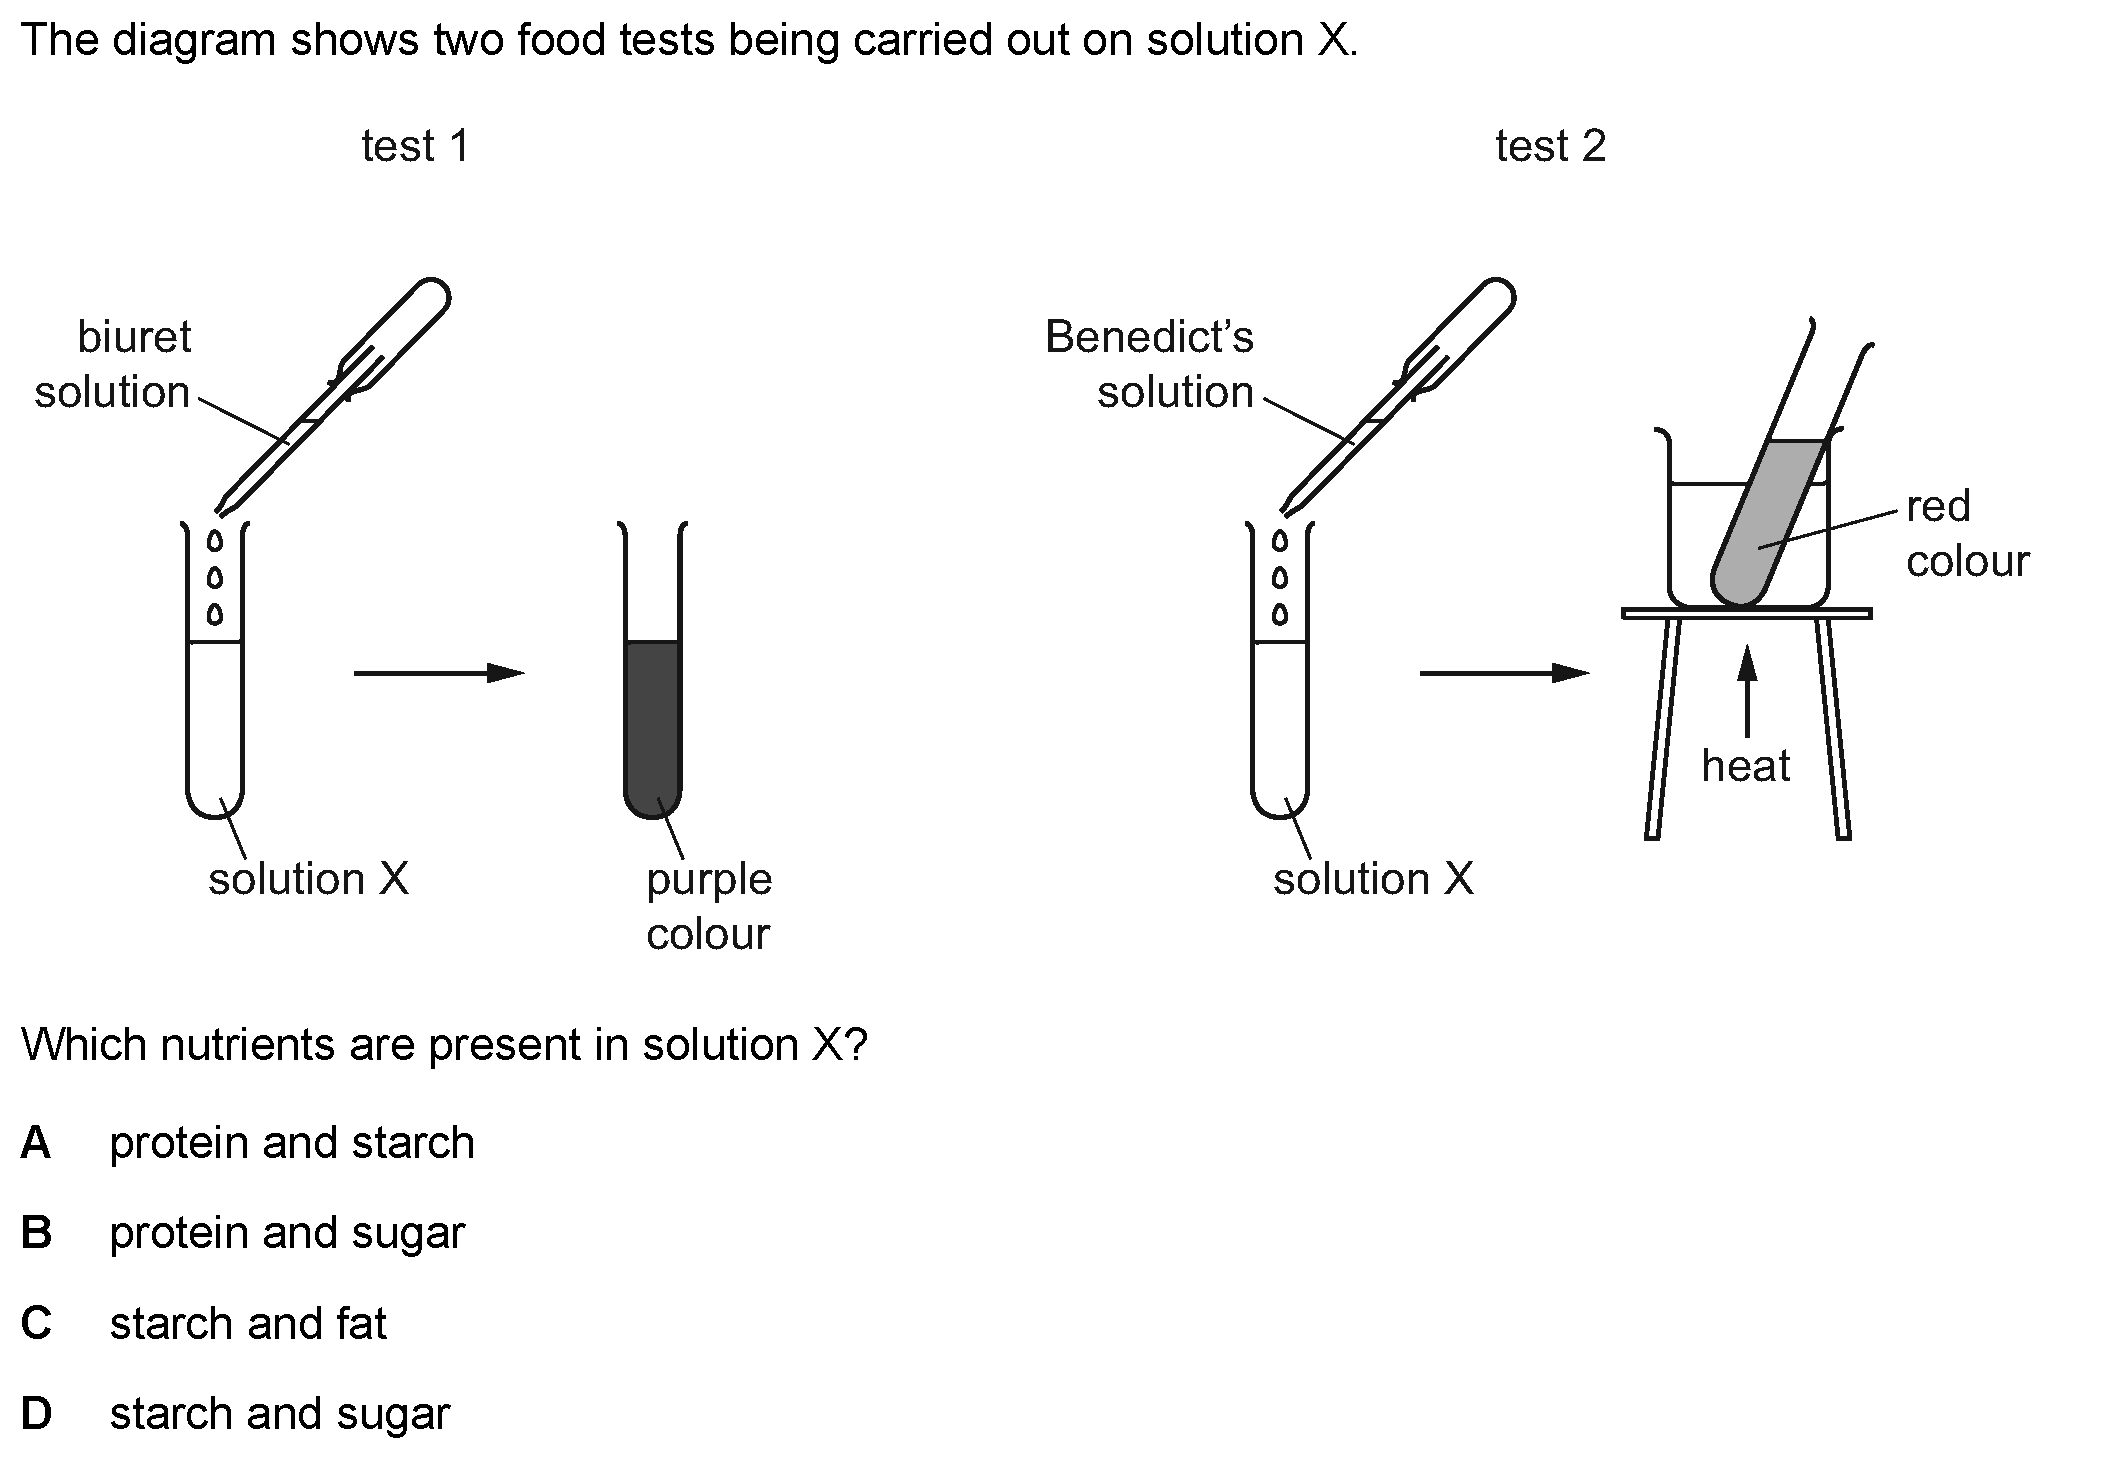 The diagram shows two food tests being carried out on solution X.
test 1
test 2
biuret
solution
Benedict’s
solution
red
colour
heat
solution X
purple
colour
solution X
Which nutrients are present in solution X?
A protein and starch
B protein and sugar
C starch and fat
D starch and sugar